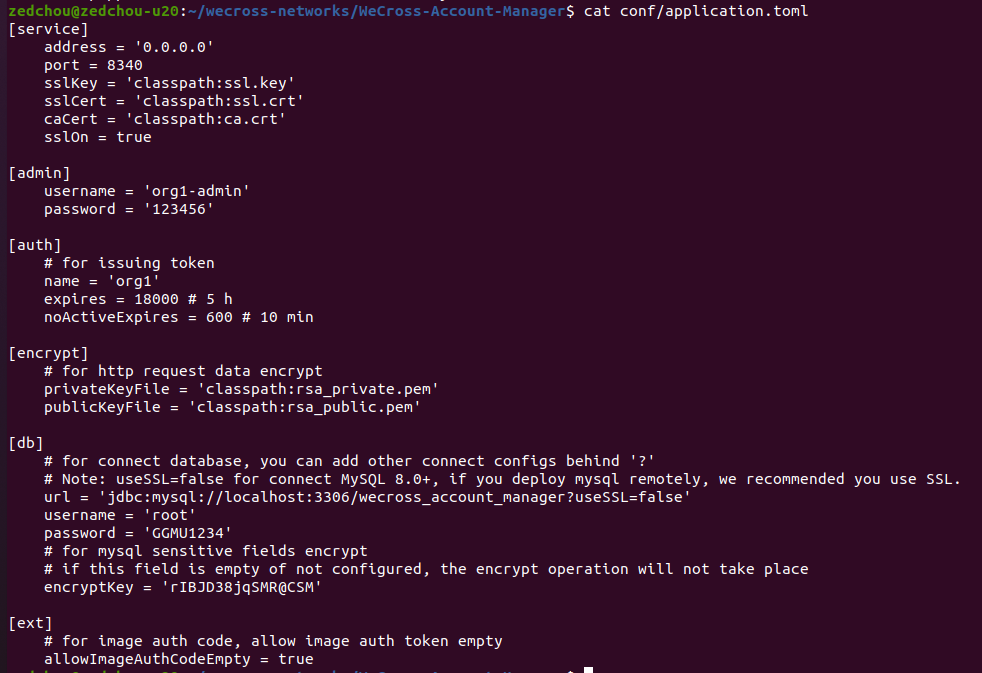 zedchou@zedchou-u20:~/wecross-networks/WeCross-Account-Manager$ cat conf/application.toml
[service]
    address = '0.0.0.0'
    port = 8340
    sslKey = 'classpath:ssl.key'
    sslCert = 'classpath:ssl.crt'
    caCert = 'classpath:ca.crt'
    sslOn = true

[admin]
    username = 'org1-admin'
    password = '123456'

[auth]
    # for issuing token
    name = 'org1'
    expires = 18000 # 5 h
    noActiveExpires = 600 # 10 min

[encrypt]
    # for http request data encrypt
    privateKeyFile = 'classpath:rsa_private.pem'
    publicKeyFile = 'classpath:rsa_public.pem'

[db]
    # for connect database, you can add other connect configs behind '?'
    # Note: useSSL=false for connect MySQL 8.0+, if you deploy mysql remotely, we recommended you use SSL.
    url = 'jdbc:mysql://localhost:3306/wecross_account_manager?useSSL=false'
    username = 'root'
    password = 'GGMU1234'
    # for mysql sensitive fields encrypt
    # if this field is empty of not configured, the encrypt operation will not take place
    encryptKey = 'rIBJD38jqSMR@CSM'

[ext]
    # for image auth code, allow image auth token empty
    allowImageAuthCodeEmpty = true